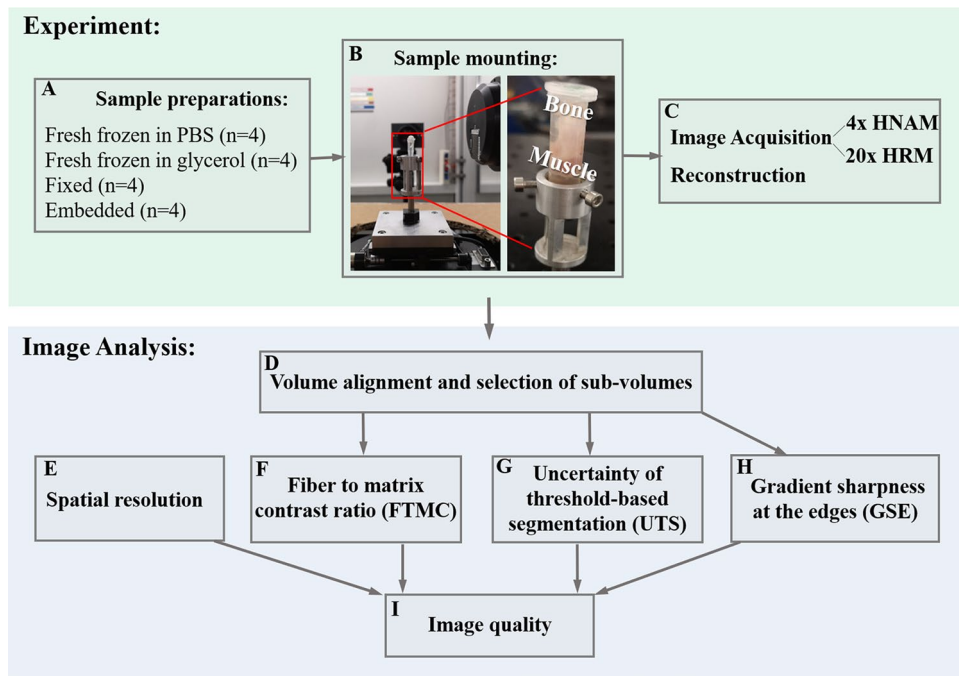 Experiment:
A
Sample preparations:
Fresh frozen in PBS (n=4)
Fresh frozen in glycerol (n=4)
Fixed (n=4)
Embedded (n=4)
B
Sample mounting:
Bone
Muscle
C
Image Acquisition
4x HNAM
20x HRM
Reconstruction
Image Analysis:
D
Volume alignment and selection of sub-volumes
E
Spatial resolution
F
Fiber to matrix
contrast ratio (FTMC)
G
Uncertainty of
threshold-based
segmentation (UTS)
H
Gradient sharpness
at the edges (GSE)
I
Image quality